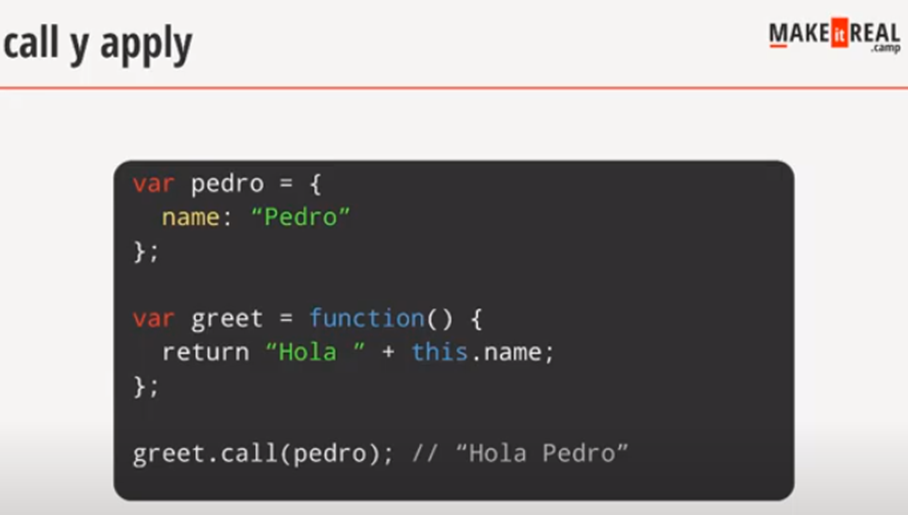 call y apply
MAKE it REAL
.camp
var pedro = {
  name: “Pedro”
};
var greet = function() {
  return “Hola ” + this.name;
};
greet.call(pedro); // “Hola Pedro”